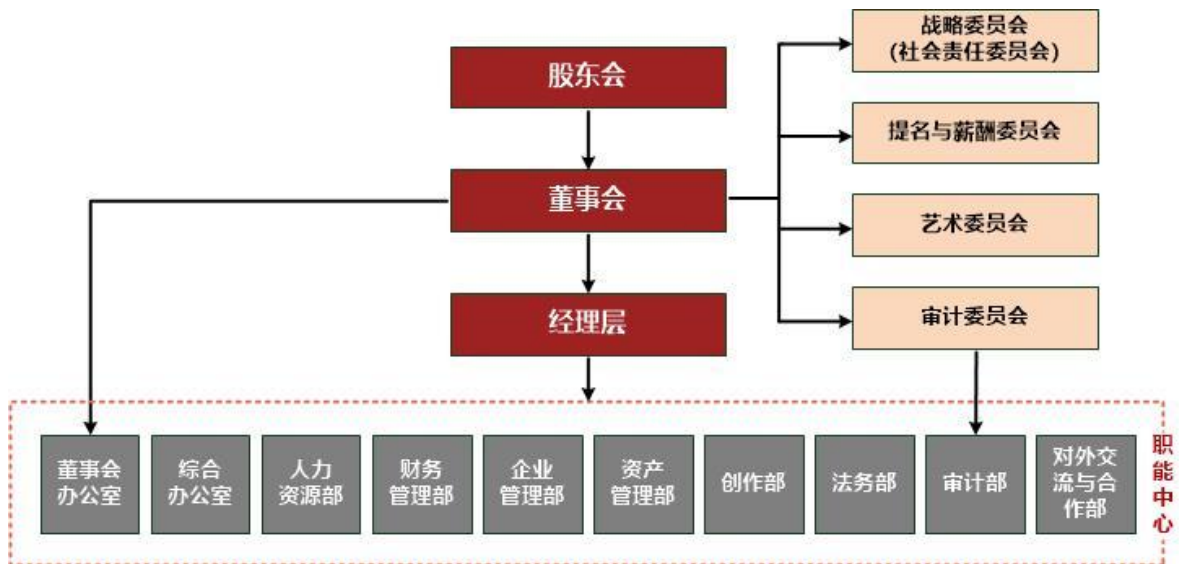 战略委员会
(社会责任委员会)
股东会
提名与薪酬委员会
董事会
艺术委员会
经理层
审计委员会
董事会
办公室
综合
办公室
人力
资源部
财务
管理部
企业
管理部
资产
管理部
创作部
法务部
审计部
对外交
流与合
作部
职能中心